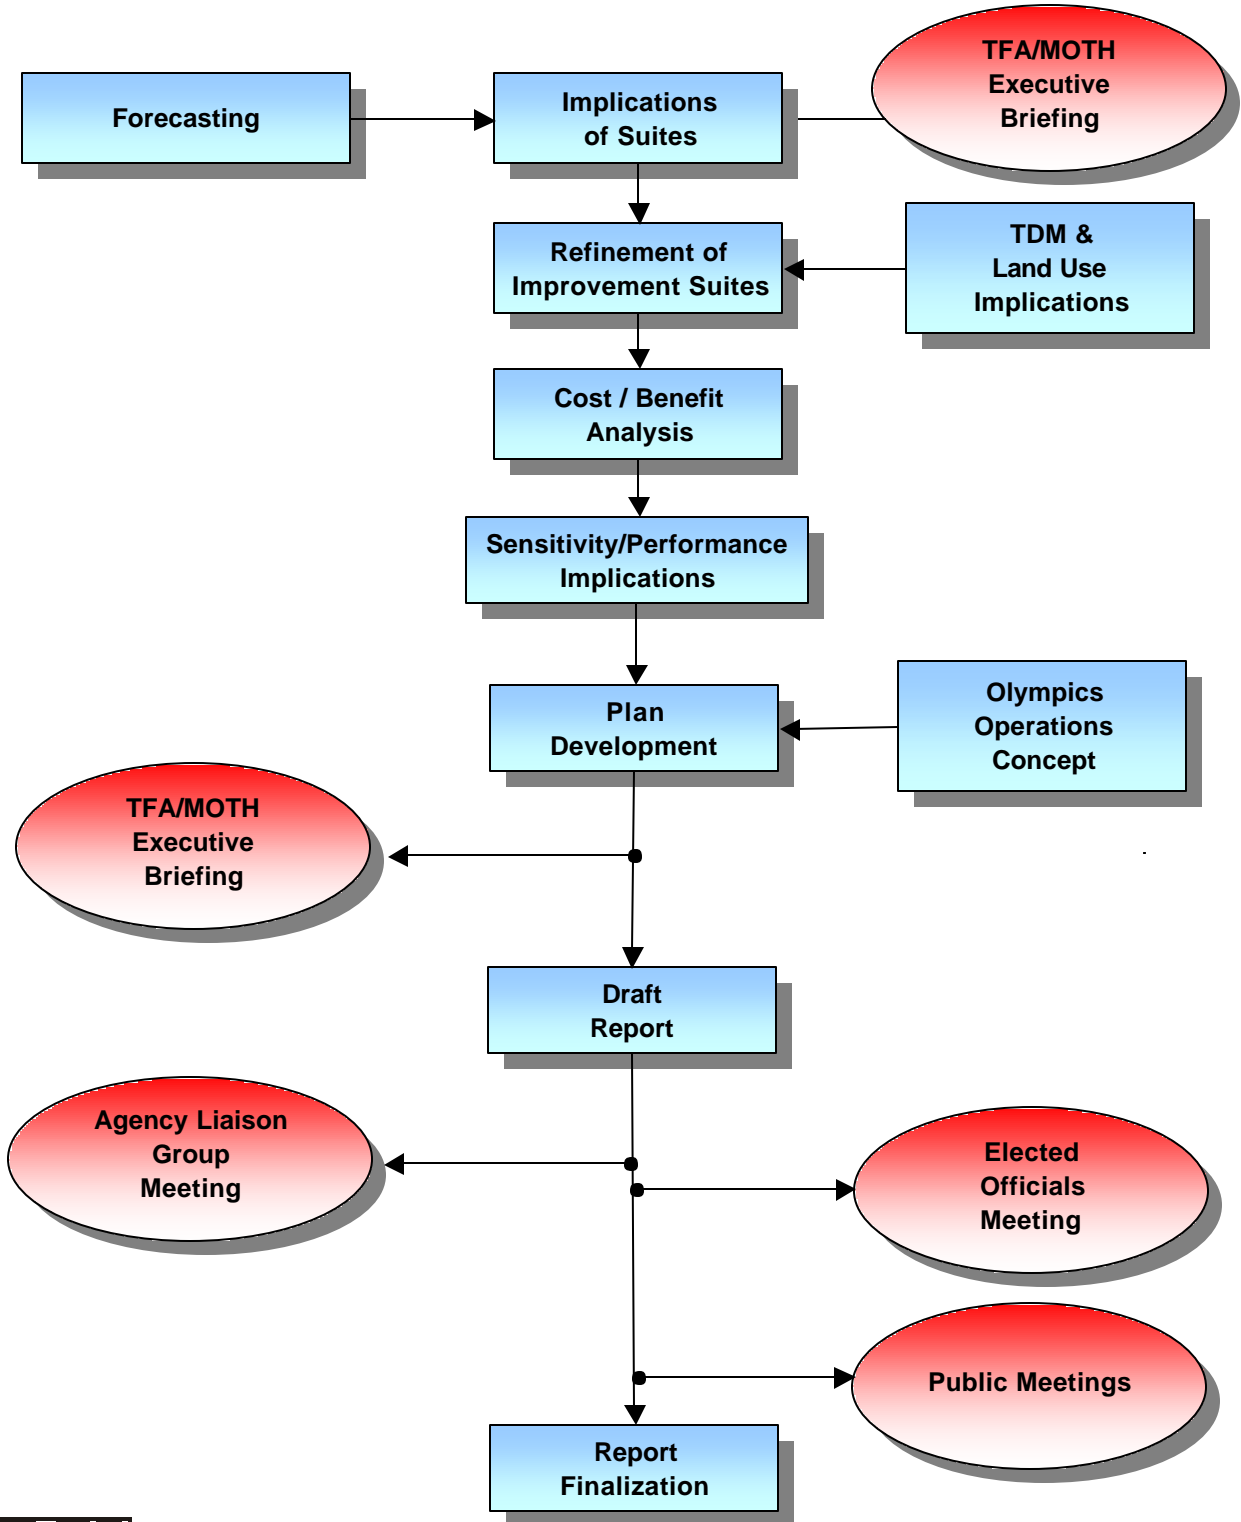 Forecasting
Implications
of Suites
TFA/MOTH
Executive
Briefing
Refinement of
Improvement Suites
TDM &
Land Use
Implications
Cost / Benefit
Analysis
Sensitivity/Performance
Implications
Plan
Development
Olympics
Operations
Concept
TFA/MOTH
Executive
Briefing
Draft
Report
Agency Liaison
Group
Meeting
Elected
Officials
Meeting
Public Meetings
Report
Finalization